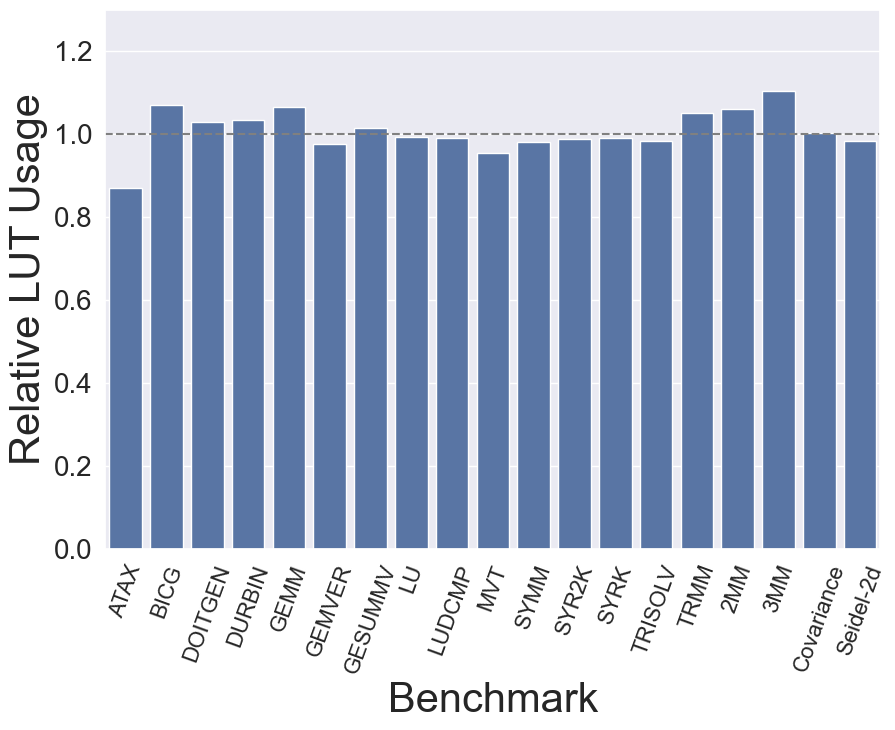 Relative LUT Usage
1.2
1.0
0.8
0.6
0.4
0.2
0.0
ATAX
BICG
DOITGEN
DURBIN
GEMM
GEMVER
GESUMMV
LU
LUDCMP
MVT
SYMM
SYR2K
SYRK
TRISOLV
TRMM
2MM
3MM
Covariance
Seidel-2d
Benchmark